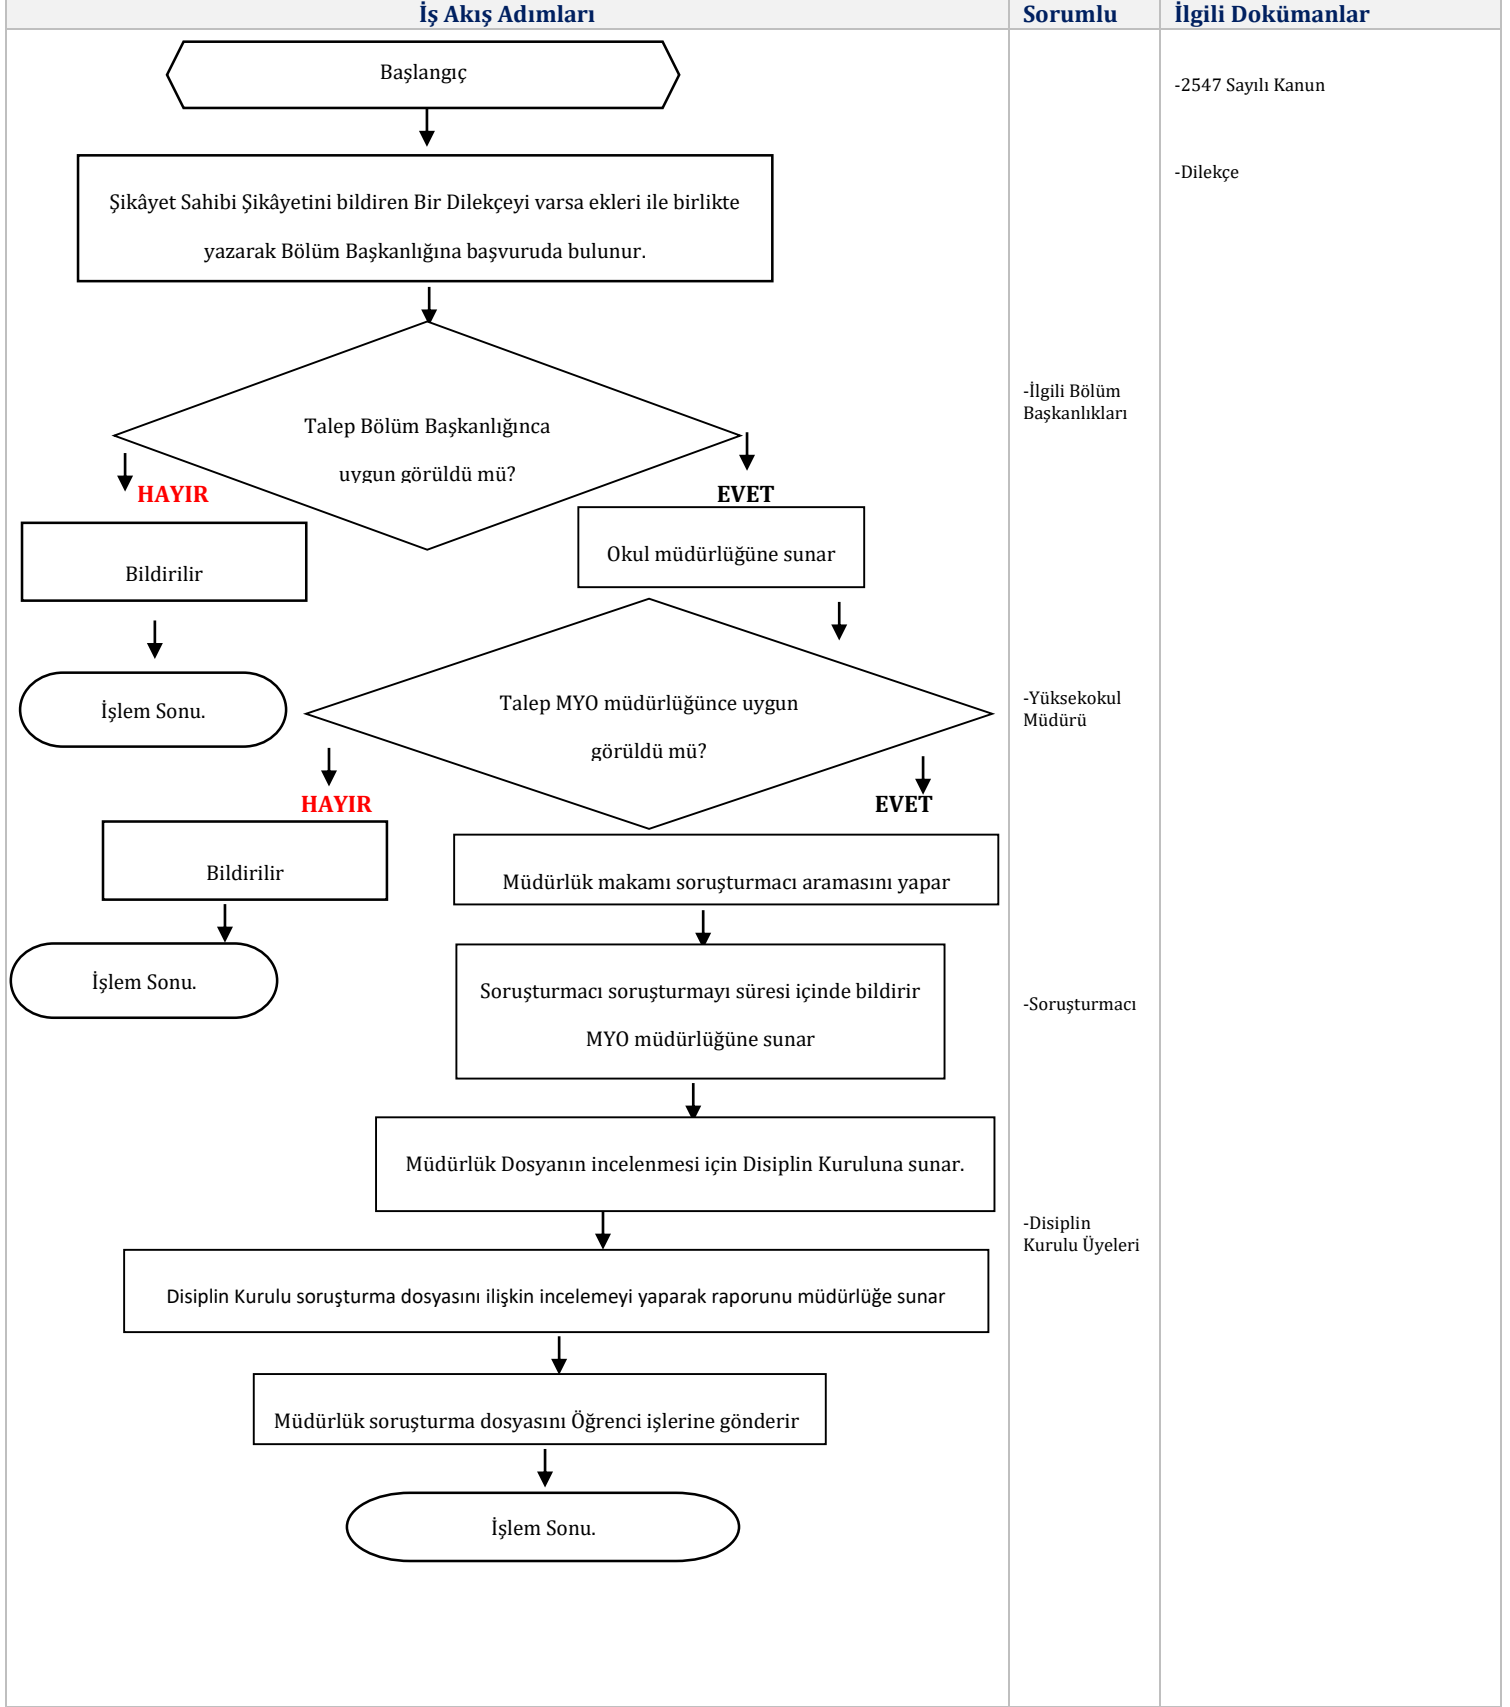 İş Akış Adımları
Sorumlu
İlgili Dokümanlar
Başlangıç
-2547 Sayılı Kanun
-Dilekçe
Şikâyet Sahibi Şikâyetini bildiren Bir Dilekçeyi varsa ekleri ile birlikte
yazarak Bölüm Başkanlığına başvuruda bulunur.
Talep Bölüm Başkanlığınca
uygun görüldü mü?
-İlgili Bölüm
Başkanlıkları
HAYIR
EVET
Bildirilir
Okul müdürlüğüne sunar
İşlem Sonu.
Talep MYO müdürlüğünce uygun
görüldü mü?
-Yüksekokul
Müdürü
HAYIR
EVET
Bildirilir
Müdürlük makamı soruşturmacı aramasını yapar
İşlem Sonu.
Soruşturmacı soruşturmayı süresi içinde bildirir
MYO müdürlüğüne sunar
-Soruşturmacı
Müdürlük Dosyanın incelenmesi için Disiplin Kuruluna sunar.
-Disiplin
Kurulu Üyeleri
Disiplin Kurulu soruşturma dosyasını ilişkin incelemeyi yaparak raporunu müdürlüğe sunar
Müdürlük soruşturma dosyasını Öğrenci işlerine gönderir
İşlem Sonu.